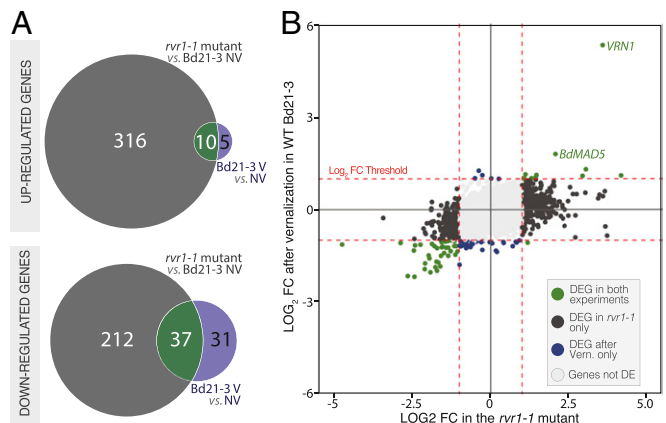 A
UP-REGULATED GENES
rvr1-1 mutant
vs. Bd21-3 NV
316
10
5
Bd21-3 V
vs. NV
DOWN-REGULATED GENES
rvr1-1 mutant
vs. Bd21-3 NV
212
37
31
Bd21-3 V
vs. NV
B
LOG2 FC after vernalization in WT Bd21-3
6
3
0
-3
-6
VRN1
BdMAD5
Log2 FC Threshold
DEG in both
experiments
DEG in rvr1-1
only
DEG after
Vern. only
Genes not DE
-5
-2.5
0
2.5
5.0
LOG2 FC in the rvr1-1 mutant